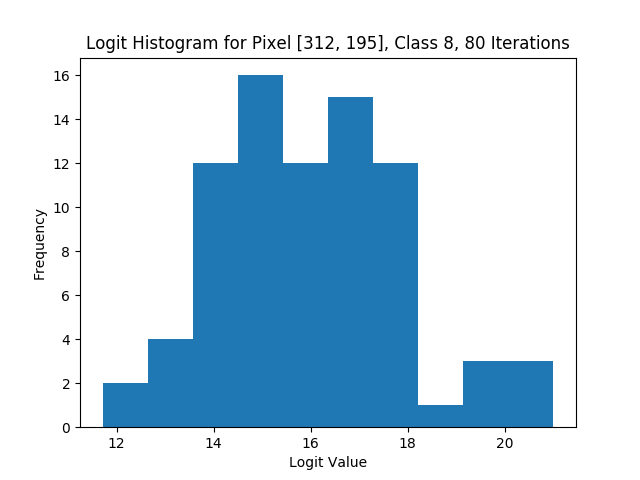 Logit Histogram for Pixel [312, 195], Class 8, 80 Iterations
16
14
12
10
8
6
4
2
0
Frequency
12 14 16 18 20
Logit Value